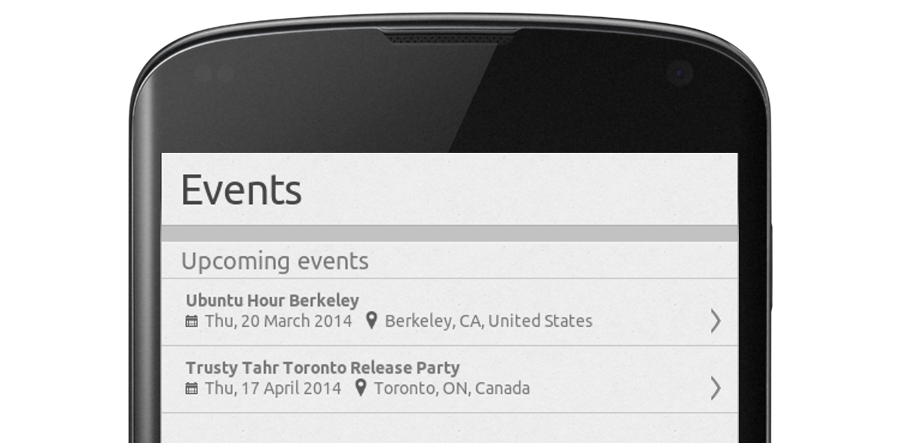 Events
Upcoming events
Ubuntu Hour Berkeley
Thu, 20 March 2014 Berkeley, CA, United States
Trusty Tahr Toronto Release Party
Thu, 17 April 2014 Toronto, ON, Canada